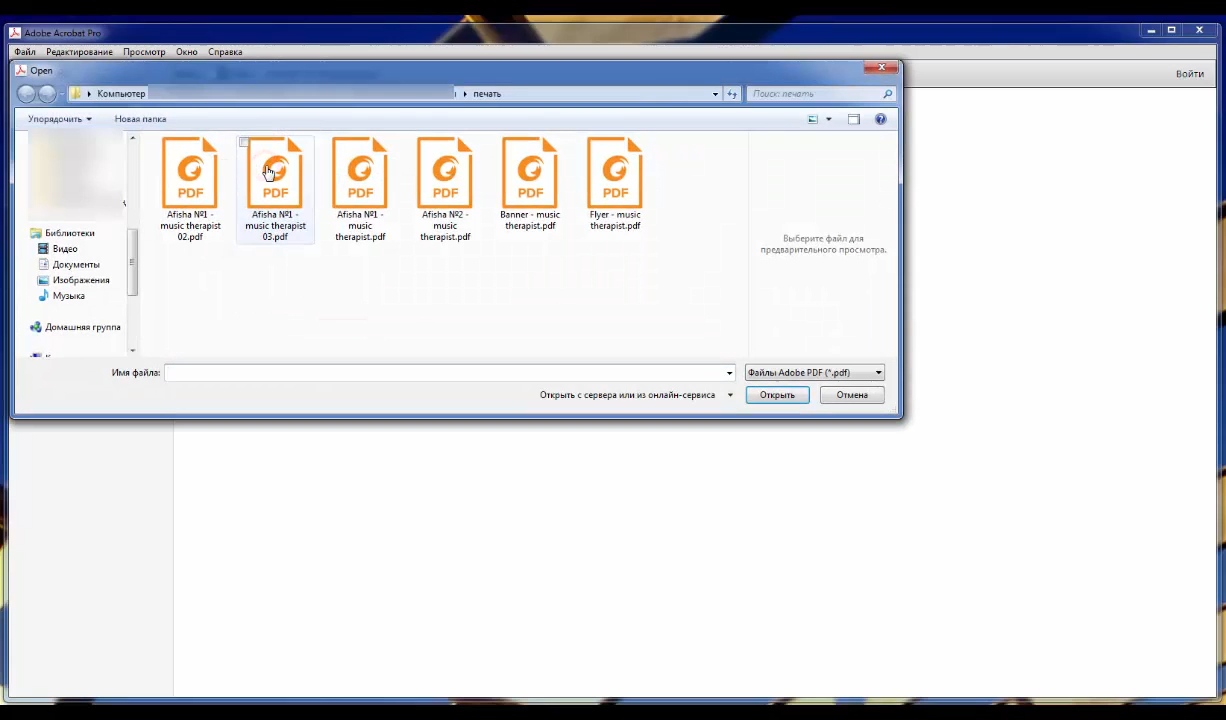 Adobe Acrobat Pro
Файл Редактирование Просмотр Окно Справка
Open
Войти
Компьютер печать
Поиск: печать
Упорядочить Новая папка
PDF PDF PDF PDF PDF PDF
Afisha №1 - music therapist 02.pdf
Afisha №1 - music therapist 03.pdf
Afisha №1 - music therapist.pdf
Afisha №2 - music therapist.pdf
Banner - music therapist.pdf
Flyer - music therapist.pdf
Выберите файл для
предварительного просмотра.
Библиотеки
Видео
Документы
Изображения
Музыка
Домашняя группа
Имя файла:
Файлы Adobe PDF (*.pdf)
Открыть с сервера или из онлайн-сервиса
Открыть Отмена